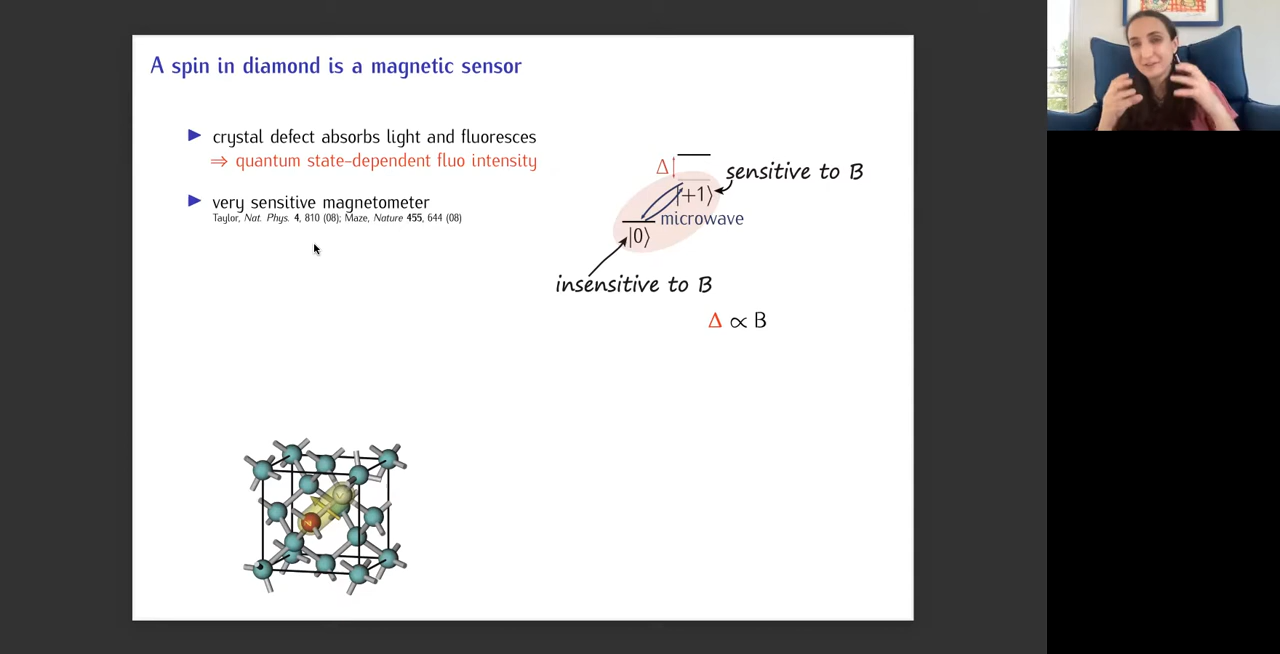 A spin in diamond is a magnetic sensor
► crystal defect absorbs light and fluoresces
⇒ quantum state-dependent fluo intensity
► very sensitive magnetometer
Taylor, Nat. Phys. 4, 810 (08); Maze, Nature 455, 644 (08)
Δ
sensitive to B
|+1⟩
microwave
|0⟩
insensitive to B
Δ ∝ B
V
N